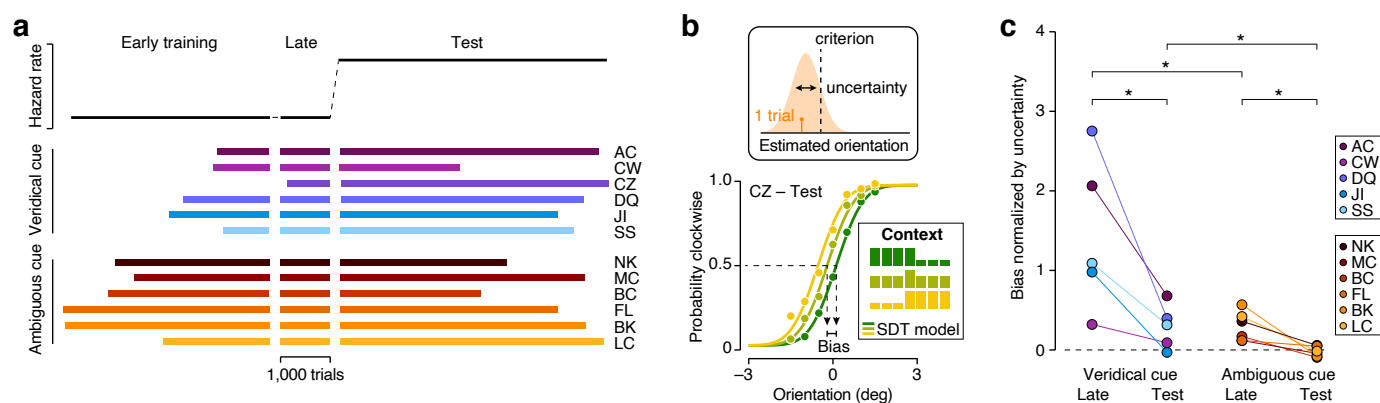 a
Early training
Late
Test
Hazard rate
Veridical cue
AC
CW
CZ
DQ
JI
SS
Ambiguous cue
NK
MC
BC
FL
BK
LC
1,000 trials
b
criterion
uncertainty
1 trial
Estimated orientation
CZ – Test
Probability clockwise
1.0
0.5
0
Context
SDT model
Bias
−3
0
3
Orientation (deg)
c
Bias normalized by uncertainty
4
3
2
1
0
*
*
*
*
AC
CW
DQ
JI
SS
NK
MC
BC
FL
BK
LC
Veridical cue
Ambiguous cue
Late
Test
Late
Test